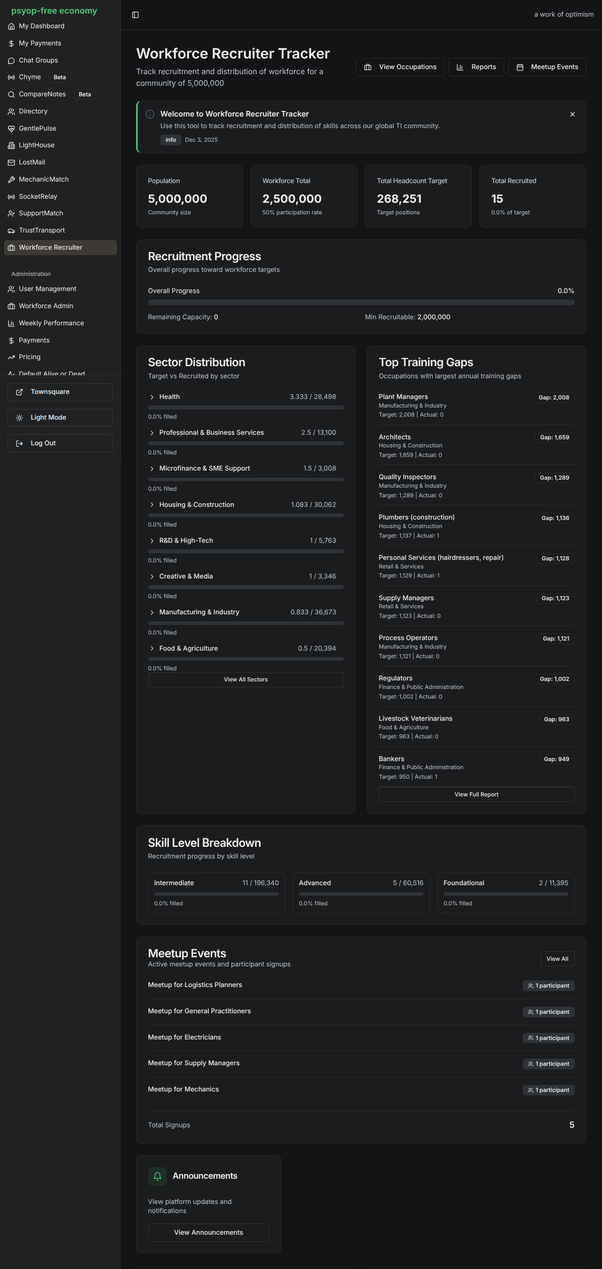 psyop-free economy
My Dashboard
My Payments
Chat Groups
Chyme Beta
CompareNotes Beta
Directory
GentlePulse
LightHouse
LostMail
MechanicMatch
SocketRelay
SupportMatch
TrustTransport
Workforce Recruiter
Administration
User Management
Workforce Admin
Weekly Performance
Payments
Pricing
Default Alive or Dead
Townsquare
Light Mode
Log Out
a work of optimism
Workforce Recruiter Tracker
Track recruitment and distribution of workforce for a
community of 5,000,000
View Occupations
Reports
Meetup Events
Welcome to Workforce Recruiter Tracker
Use this tool to track recruitment and distribution of skills across our global TI community.
info Dec 3, 2025
Population
5,000,000
Community size
Workforce Total
2,500,000
50% participation rate
Total Headcount Target
268,251
Target positions
Total Recruited
15
0.0% of target
Recruitment Progress
Overall progress toward workforce targets
Overall Progress 0.0%
Remaining Capacity: 0
Min Recruitable: 2,000,000
Sector Distribution
Target vs Recruited by sector
Health 3.333 / 28,498
0.0% filled
Professional & Business Services 2.5 / 13,100
0.0% filled
Microfinance & SME Support 1.5 / 3,008
0.0% filled
Housing & Construction 1.083 / 30,062
0.0% filled
R&D & High-Tech 1 / 5,763
0.0% filled
Creative & Media 1 / 3,346
0.0% filled
Manufacturing & Industry 0.833 / 36,673
0.0% filled
Food & Agriculture 0.5 / 20,394
0.0% filled
View All Sectors
Top Training Gaps
Occupations with largest annual training gaps
Plant Managers Gap: 2,008
Manufacturing & Industry
Target: 2,008 | Actual: 0
Architects Gap: 1,659
Housing & Construction
Target: 1,659 | Actual: 0
Quality Inspectors Gap: 1,289
Manufacturing & Industry
Target: 1,289 | Actual: 0
Plumbers (construction) Gap: 1,136
Housing & Construction
Target: 1,137 | Actual: 1
Personal Services (hairdressers, repair) Gap: 1,128
Retail & Services
Target: 1,129 | Actual: 1
Supply Managers Gap: 1,123
Retail & Services
Target: 1,123 | Actual: 0
Process Operators Gap: 1,121
Manufacturing & Industry
Target: 1,121 | Actual: 0
Regulators Gap: 1,002
Finance & Public Administration
Target: 1,002 | Actual: 0
Livestock Veterinarians Gap: 963
Food & Agriculture
Target: 963 | Actual: 0
Bankers Gap: 949
Finance & Public Administration
Target: 950 | Actual: 1
View Full Report
Skill Level Breakdown
Recruitment progress by skill level
Intermediate 11 / 196,340
0.0% filled
Advanced 5 / 60,516
0.0% filled
Foundational 2 / 11,395
0.0% filled
Meetup Events
Active meetup events and participant signups
View All
Meetup for Logistics Planners 1 participant
Meetup for General Practitioners 1 participant
Meetup for Electricians 1 participant
Meetup for Supply Managers 1 participant
Meetup for Mechanics 1 participant
Total Signups 5
Announcements
View platform updates and
notifications
View Announcements